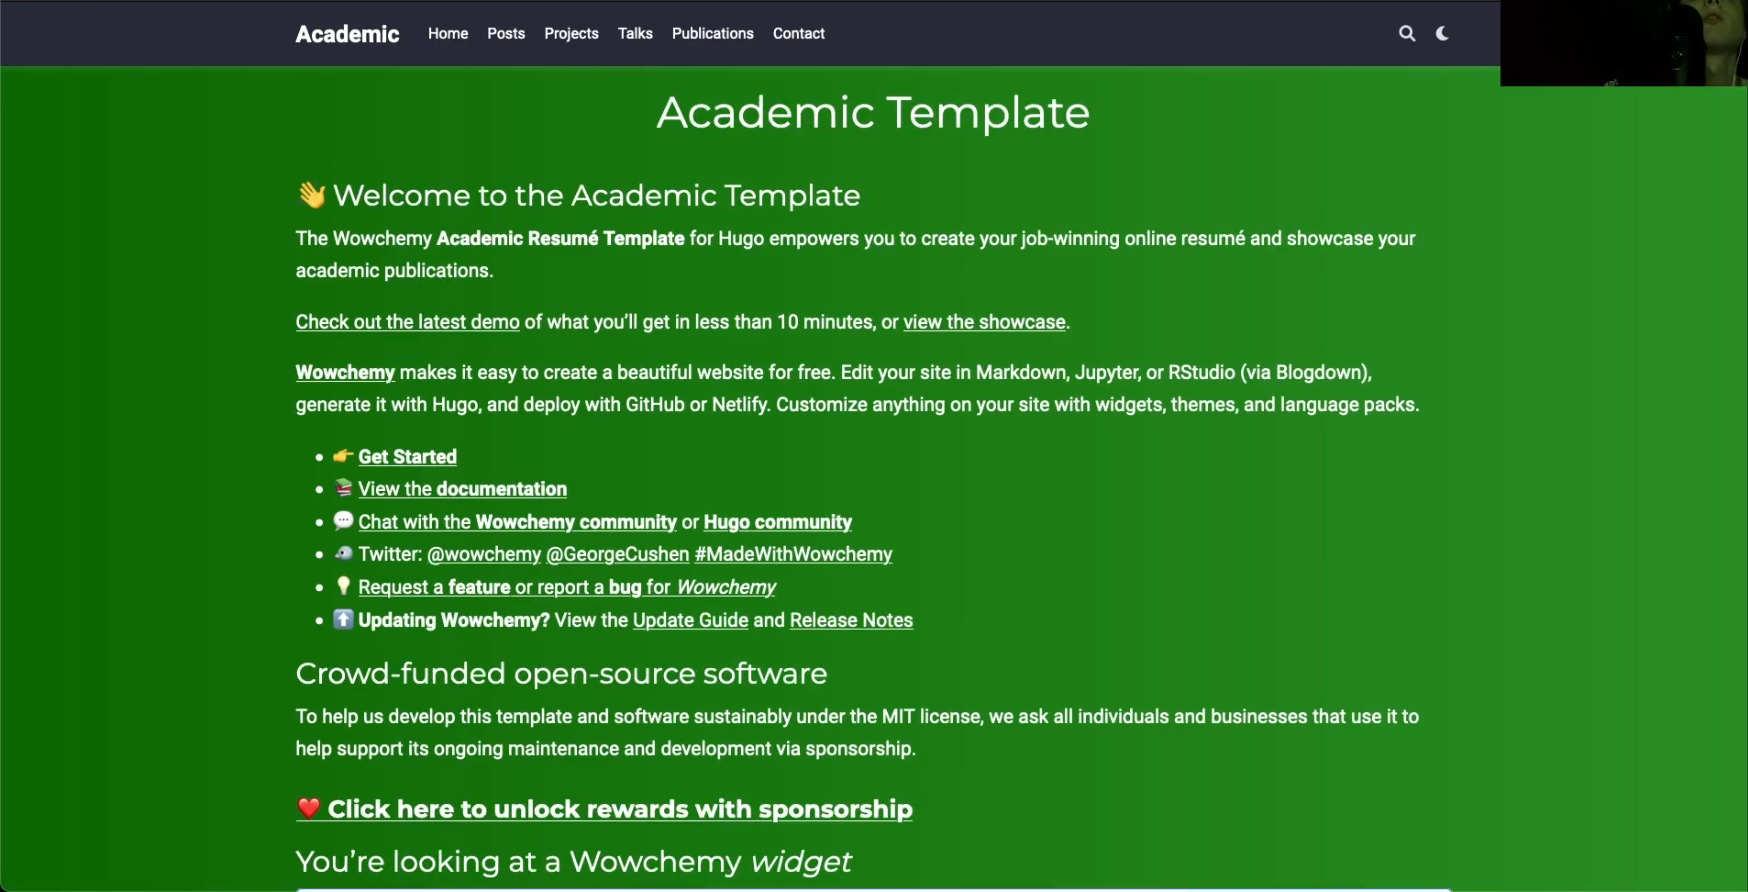 Academic Home Posts Projects Talks Publications Contact
Academic Template
👋 Welcome to the Academic Template
The Wowchemy Academic Resumé Template for Hugo empowers you to create your job-winning online resumé and showcase your
academic publications.
Check out the latest demo of what you'll get in less than 10 minutes, or view the showcase.
Wowchemy makes it easy to create a beautiful website for free. Edit your site in Markdown, Jupyter, or RStudio (via Blogdown),
generate it with Hugo, and deploy with GitHub or Netlify. Customize anything on your site with widgets, themes, and language packs.
• 👉 Get Started
• 📚 View the documentation
• 💬 Chat with the Wowchemy community or Hugo community
• 🐦 Twitter: @wowchemy @GeorgeCushen #MadeWithWowchemy
• 💡 Request a feature or report a bug for Wowchemy
• ⬆️ Updating Wowchemy? View the Update Guide and Release Notes
Crowd-funded open-source software
To help us develop this template and software sustainably under the MIT license, we ask all individuals and businesses that use it to
help support its ongoing maintenance and development via sponsorship.
❤️ Click here to unlock rewards with sponsorship
You're looking at a Wowchemy widget